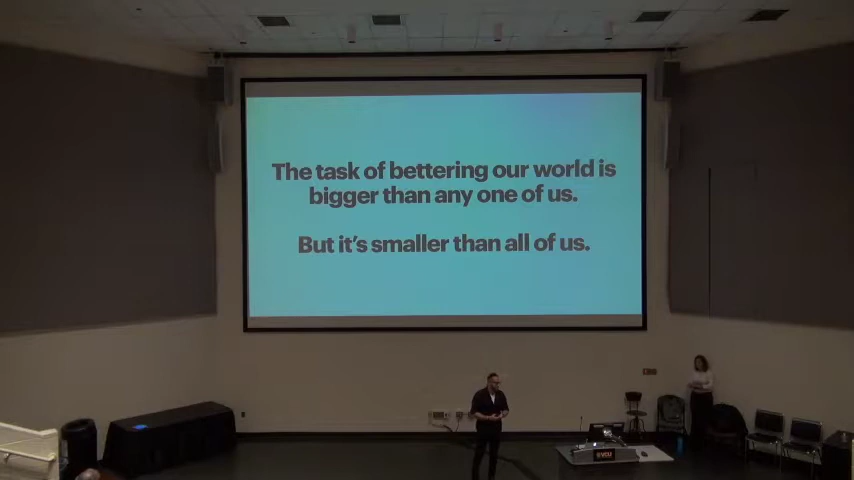 The task of bettering our world is
bigger than any one of us.
But it's smaller than all of us.
VCU